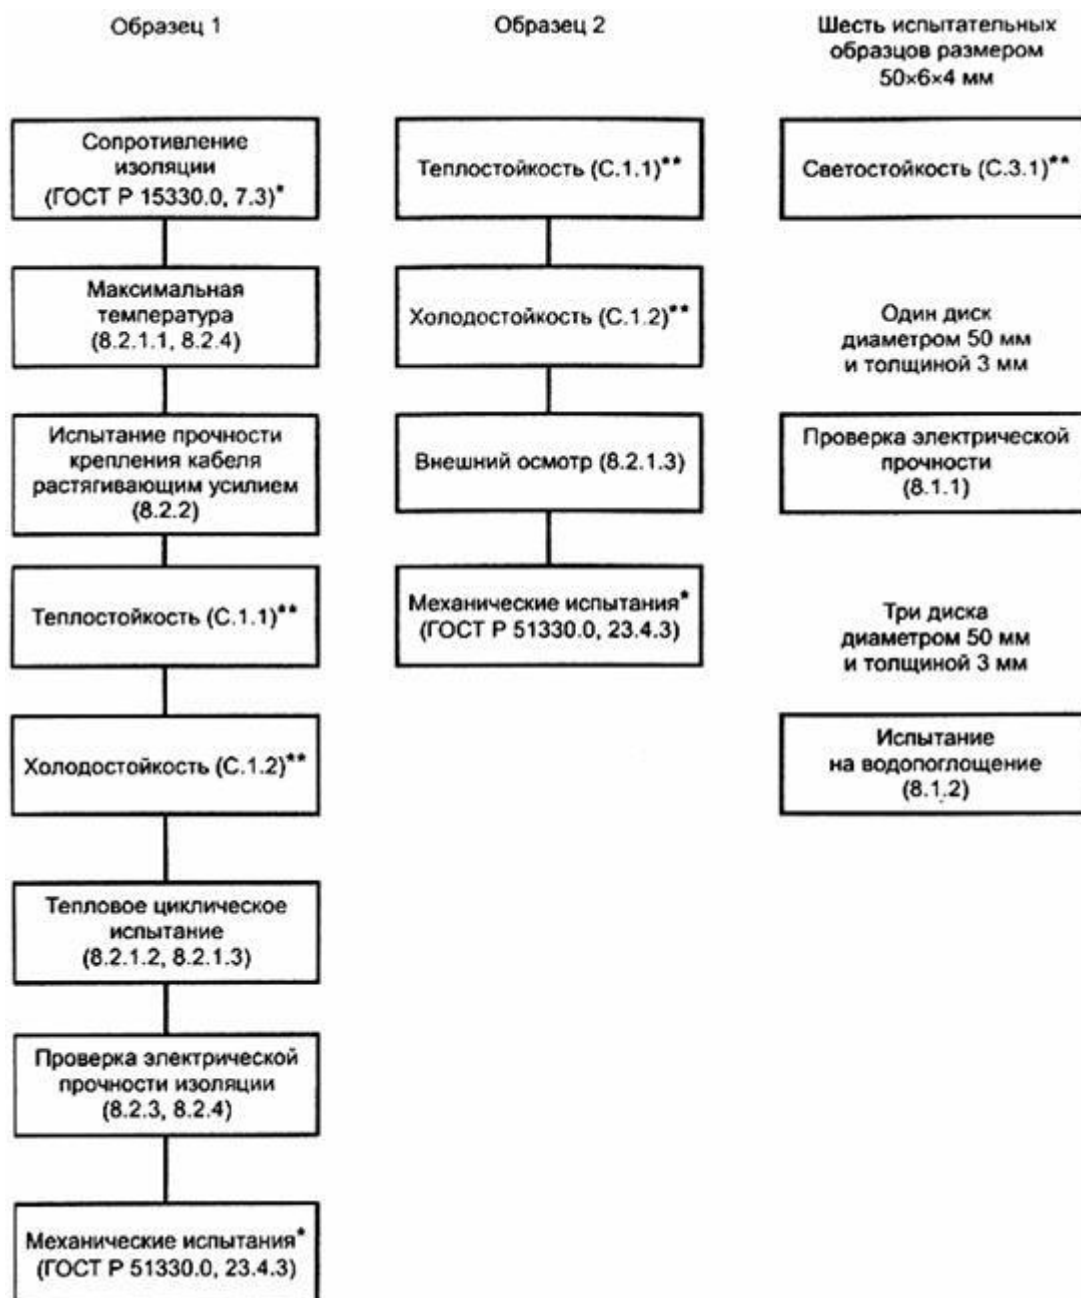 Образец 1
Сопротивление
изоляции
(ГОСТ Р 15330.0, 7.3)*
Максимальная
температура
(8.2.1.1, 8.2.4)
Испытание прочности
крепления кабеля
растягивающим усилием
(8.2.2)
Теплостойкость (С.1.1)**
Холодостойкость (С.1.2)**
Тепловое циклическое
испытание
(8.2.1.2, 8.2.1.3)
Проверка электрической
прочности изоляции
(8.2.3, 8.2.4)
Механические испытания*
(ГОСТ Р 51330.0, 23.4.3)
Образец 2
Теплостойкость (С.1.1)**
Холодостойкость (С.1.2)**
Внешний осмотр (8.2.1.3)
Механические испытания*
(ГОСТ Р 51330.0, 23.4.3)
Шесть испытательных
образцов размером
50×6×4 мм
Светостойкость (С.3.1)**
Один диск
диаметром 50 мм
и толщиной 3 мм
Проверка электрической
прочности
(8.1.1)
Три диска
диаметром 50 мм
и толщиной 3 мм
Испытание
на водопоглощение
(8.1.2)